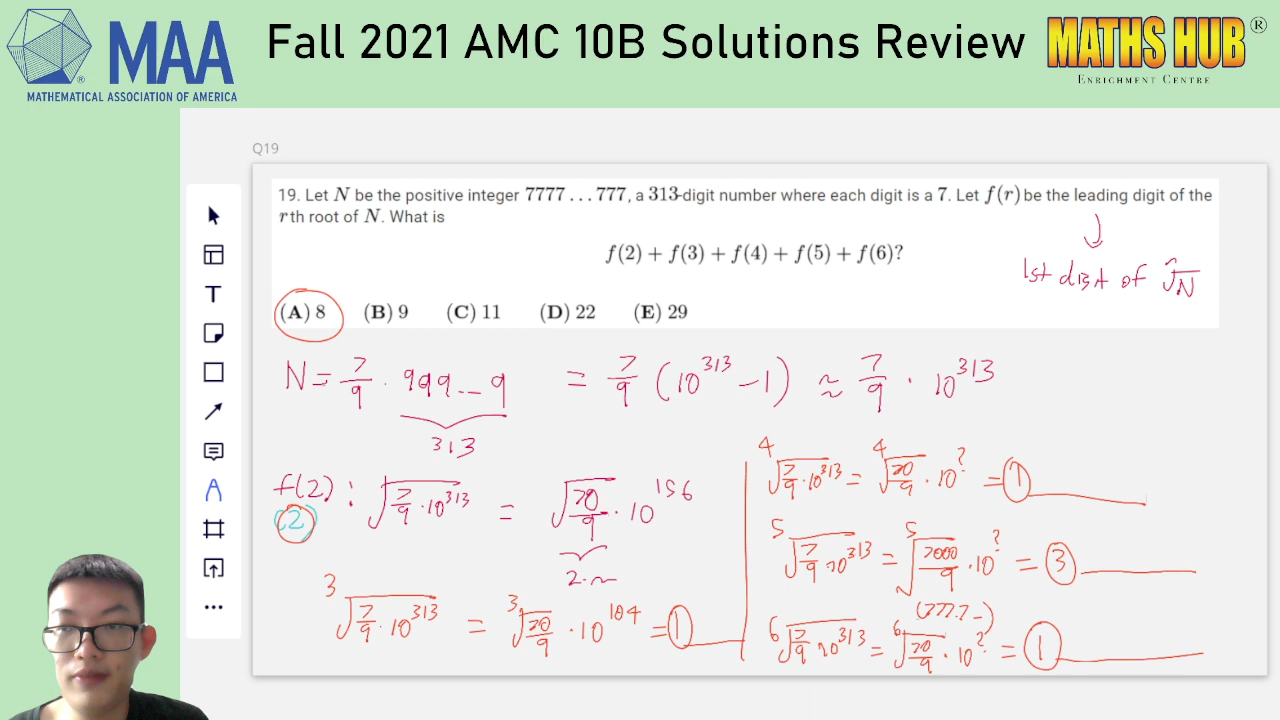 MAA
MATHEMATICAL ASSOCIATION OF AMERICA
Fall 2021 AMC 10B Solutions Review
MATHS HUB®
ENRICHMENT CENTRE
Q19
19. Let N be the positive integer 7777…777, a 313-digit number where each digit is a 7. Let f(r) be the leading digit of the
rth root of N. What is
f(2) + f(3) + f(4) + f(5) + f(6)?
1st digit of ʳ√N
(A) 8 (B) 9 (C) 11 (D) 22 (E) 29
N = 7/9 · 999...9 = 7/9 (10^313 − 1) ≈ 7/9 · 10^313
313
f(2): √(7/9 · 10^313) = √(70/9) · 10^156
(2)
2.~
³√(7/9 · 10^313) = ³√(70/9) · 10^104 = 1
⁴√(7/9 · 10^313) = ⁴√(70/9) · 10^? = 1
⁵√(7/9 · 10^313) = ⁵√(7000/9) · 10^? = 3
(777.7...)
⁶√(7/9 · 10^313) = ⁶√(70/9) · 10^? = 1